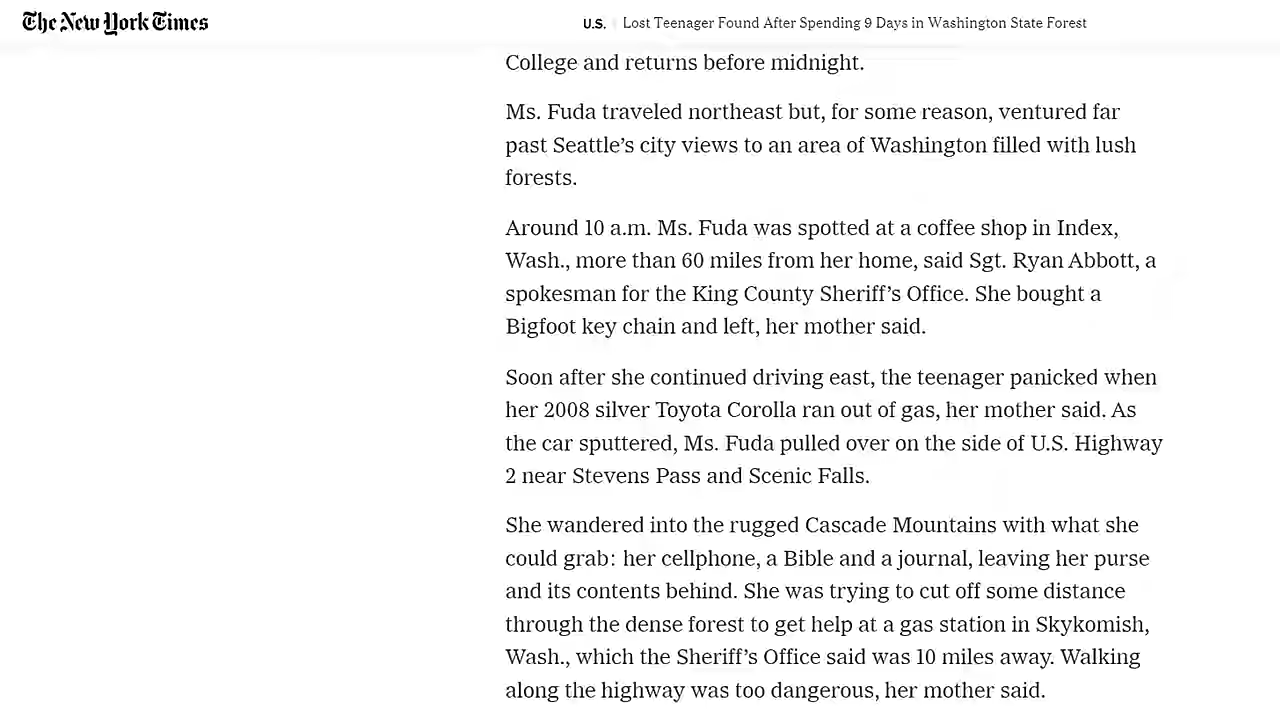 The New York Times
U.S. Lost Teenager Found After Spending 9 Days in Washington State Forest
College and returns before midnight.
Ms. Fuda traveled northeast but, for some reason, ventured far
past Seattle’s city views to an area of Washington filled with lush
forests.
Around 10 a.m. Ms. Fuda was spotted at a coffee shop in Index,
Wash., more than 60 miles from her home, said Sgt. Ryan Abbott, a
spokesman for the King County Sheriff’s Office. She bought a
Bigfoot key chain and left, her mother said.
Soon after she continued driving east, the teenager panicked when
her 2008 silver Toyota Corolla ran out of gas, her mother said. As
the car sputtered, Ms. Fuda pulled over on the side of U.S. Highway
2 near Stevens Pass and Scenic Falls.
She wandered into the rugged Cascade Mountains with what she
could grab: her cellphone, a Bible and a journal, leaving her purse
and its contents behind. She was trying to cut off some distance
through the dense forest to get help at a gas station in Skykomish,
Wash., which the Sheriff’s Office said was 10 miles away. Walking
along the highway was too dangerous, her mother said.